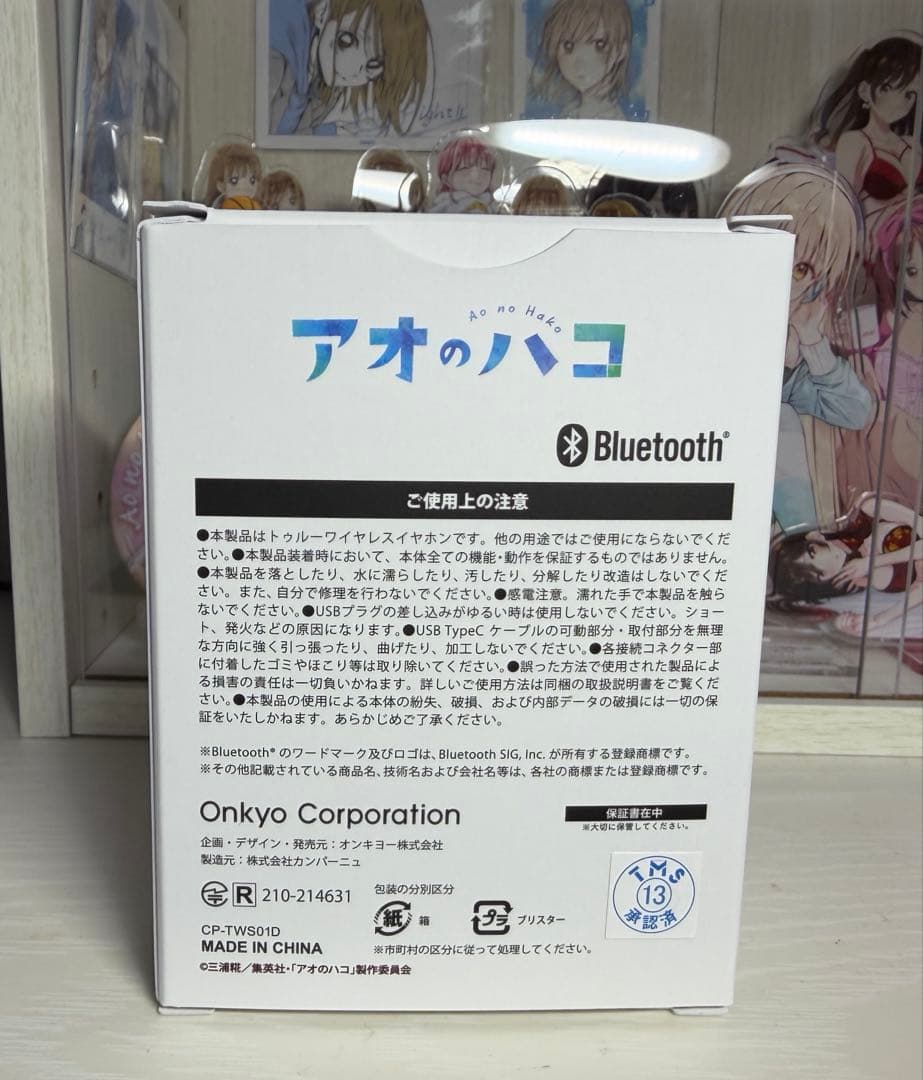 Ao no Hako
アオのハコ
Bluetooth®
ご使用上の注意
●本製品はトゥルーワイヤレスイヤホンです。他の用途ではご使用にならないでくだ
さい。●本製品装着時において、本体全ての機能・動作を保証するものではありません。
●本製品を落としたり、水に濡らしたり、汚したり、分解したり改造はしないでくだ
さい。また、自分で修理を行わないでください。●感電注意。濡れた手で本製品を触ら
ないでください。●USBプラグの差し込みがゆるい時は使用しないでください。ショー
ト、発火などの原因になります。●USB TypeC ケーブルの可動部分・取付部分を無理
な方向に強く引っ張ったり、曲げたり、加工しないでください。●各接続コネクター部
に付着したゴミやほこり等は取り除いてください。●誤った方法で使用された製品によ
る損害の責任は一切負いかねます。詳しいご使用方法は同梱の取扱説明書をご覧くだ
さい。●本製品の使用による本体の紛失、破損、および内部データの破損には一切の保
証をいたしかねます。あらかじめご了承ください。
※Bluetooth® のワードマーク及びロゴは、Bluetooth SIG, Inc. が所有する登録商標です。
※その他記載されている商品名、技術名および会社名等は、各社の商標または登録商標です。
Onkyo Corporation
保証書在中
※大切に保管してください。
企画・デザイン・発売元：オンキヨー株式会社
製造元：株式会社カンパーニュ
R 210-214631
包装の分別区分
紙 箱
プラ ブリスター
※市町村の区分に従って処理してください。
TMS
13
承認済
CP-TWS01D
MADE IN CHINA
©三浦糀／集英社・「アオのハコ」製作委員会
Ao no